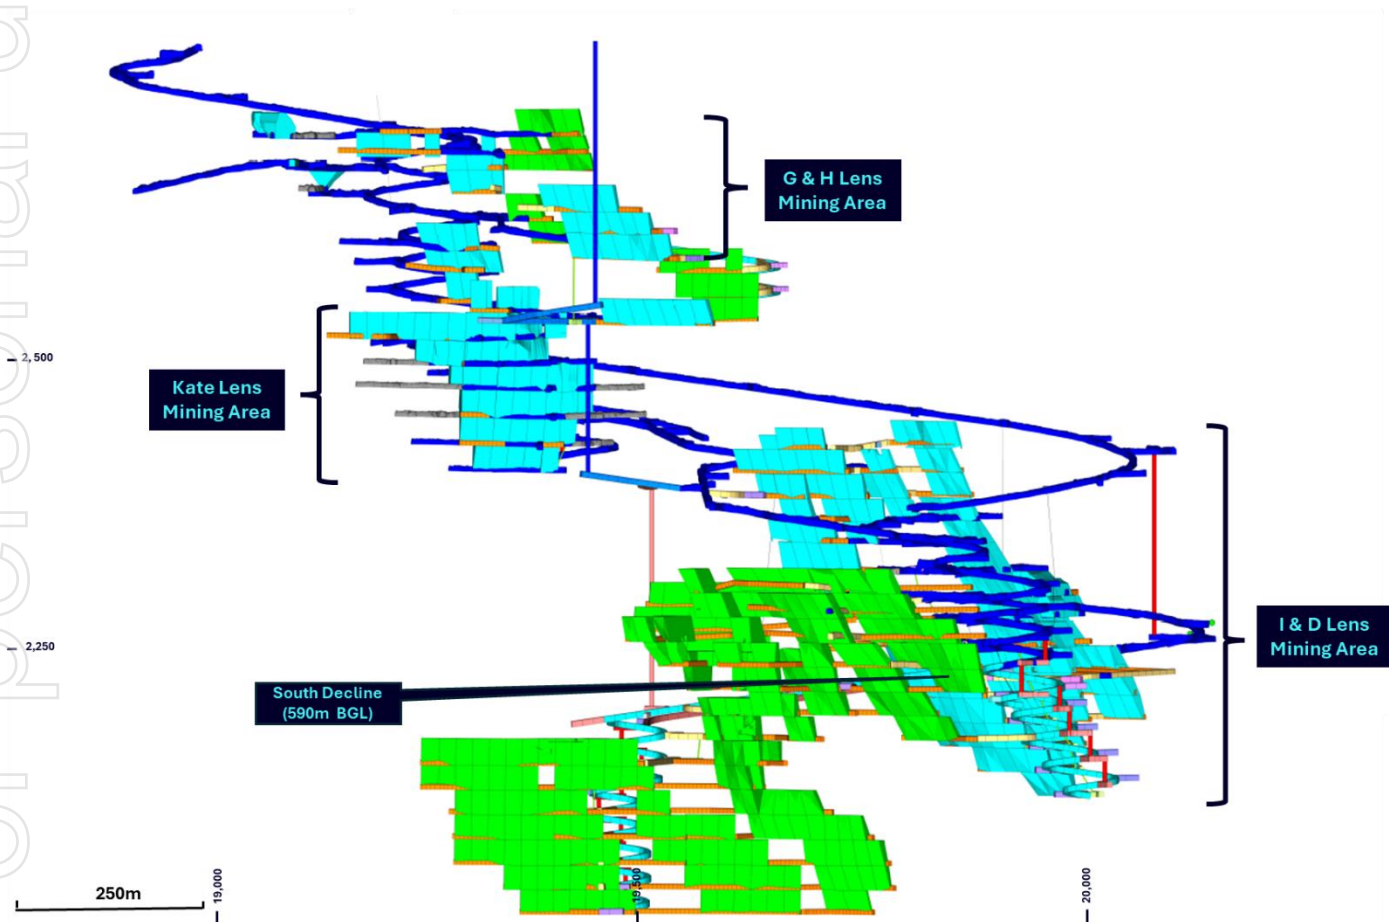 G & H Lens
Mining Area
2,500
Kate Lens
Mining Area
I & D Lens
Mining Area
2,250
South Decline
(590m BGL)
250m
19,000
19,500
20,000